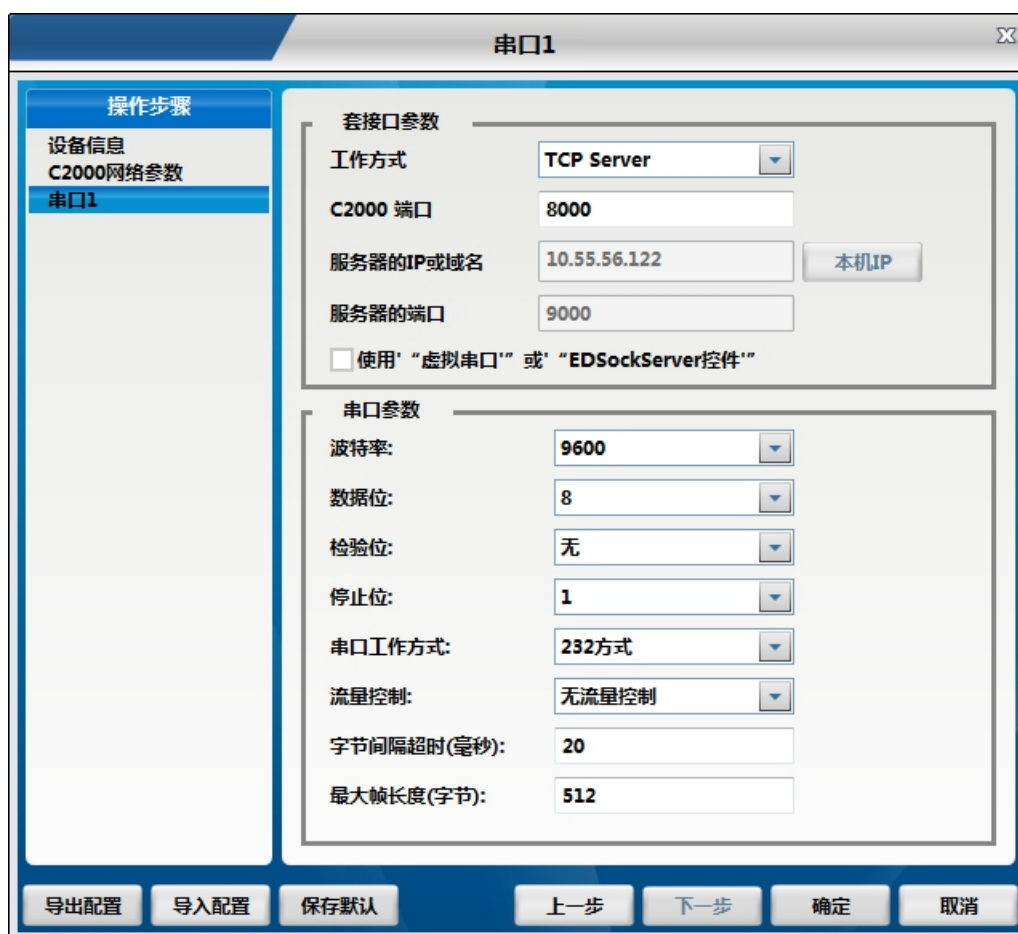 串口1
操作步骤
设备信息
C2000网络参数
串口1
套接口参数
工作方式 TCP Server
C2000 端口 8000
服务器的IP或域名 10.55.56.122 本机IP
服务器的端口 9000
使用' “虚拟串口'” 或' “EDSockServer控件'”
串口参数
波特率: 9600
数据位: 8
检验位: 无
停止位: 1
串口工作方式: 232方式
流量控制: 无流量控制
字节间隔超时(毫秒): 20
最大帧长度(字节): 512
导出配置 导入配置 保存默认 上一步 下一步 确定 取消